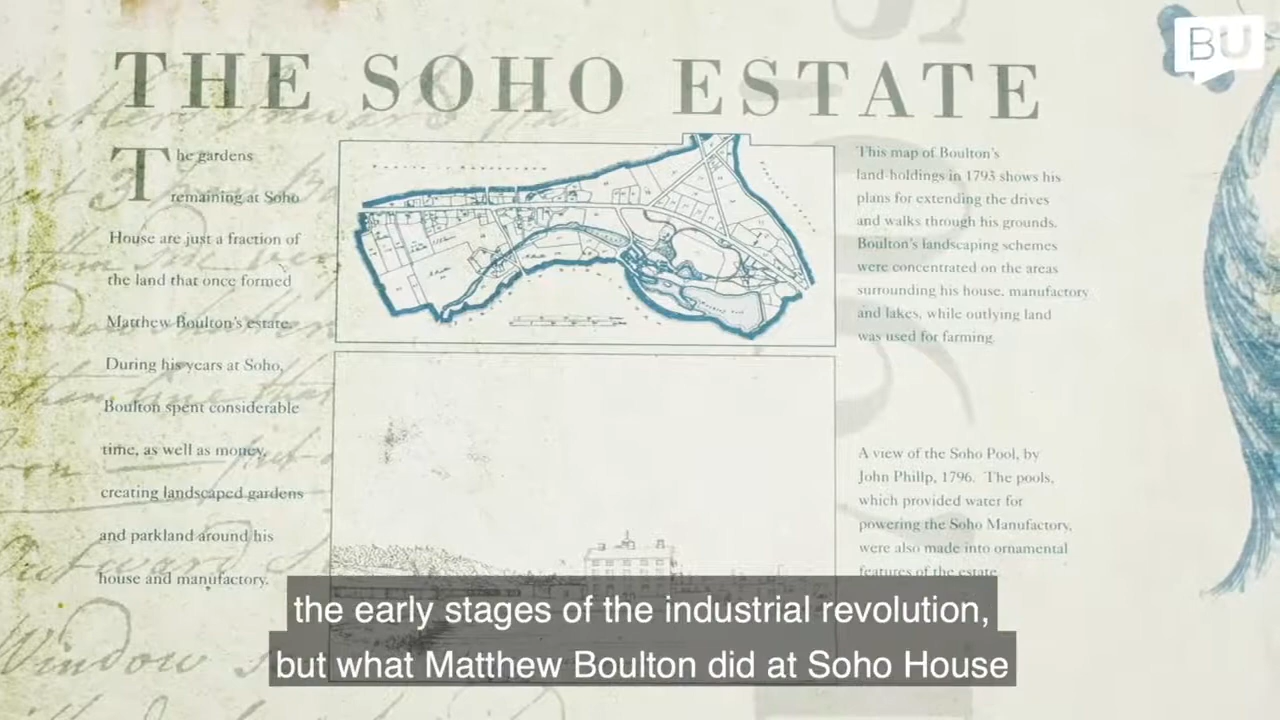 BU
THE SOHO ESTATE
The gardens
remaining at Soho
House are just a fraction of
the land that once formed
Matthew Boulton's estate.
During his years at Soho,
Boulton spent considerable
time, as well as money,
creating landscaped gardens
and parkland around his
house and manufactory.
This map of Boulton's
land-holdings in 1793 shows his
plans for extending the drives
and walks through his grounds.
Boulton's landscaping schemes
were concentrated on the areas
surrounding his house, manufactory
and lakes, while outlying land
was used for farming.
A view of the Soho Pool, by
John Phillp, 1796. The pools,
which provided water for
powering the Soho Manufactory,
were also made into ornamental
features of the estate
the early stages of the industrial revolution,
but what Matthew Boulton did at Soho House